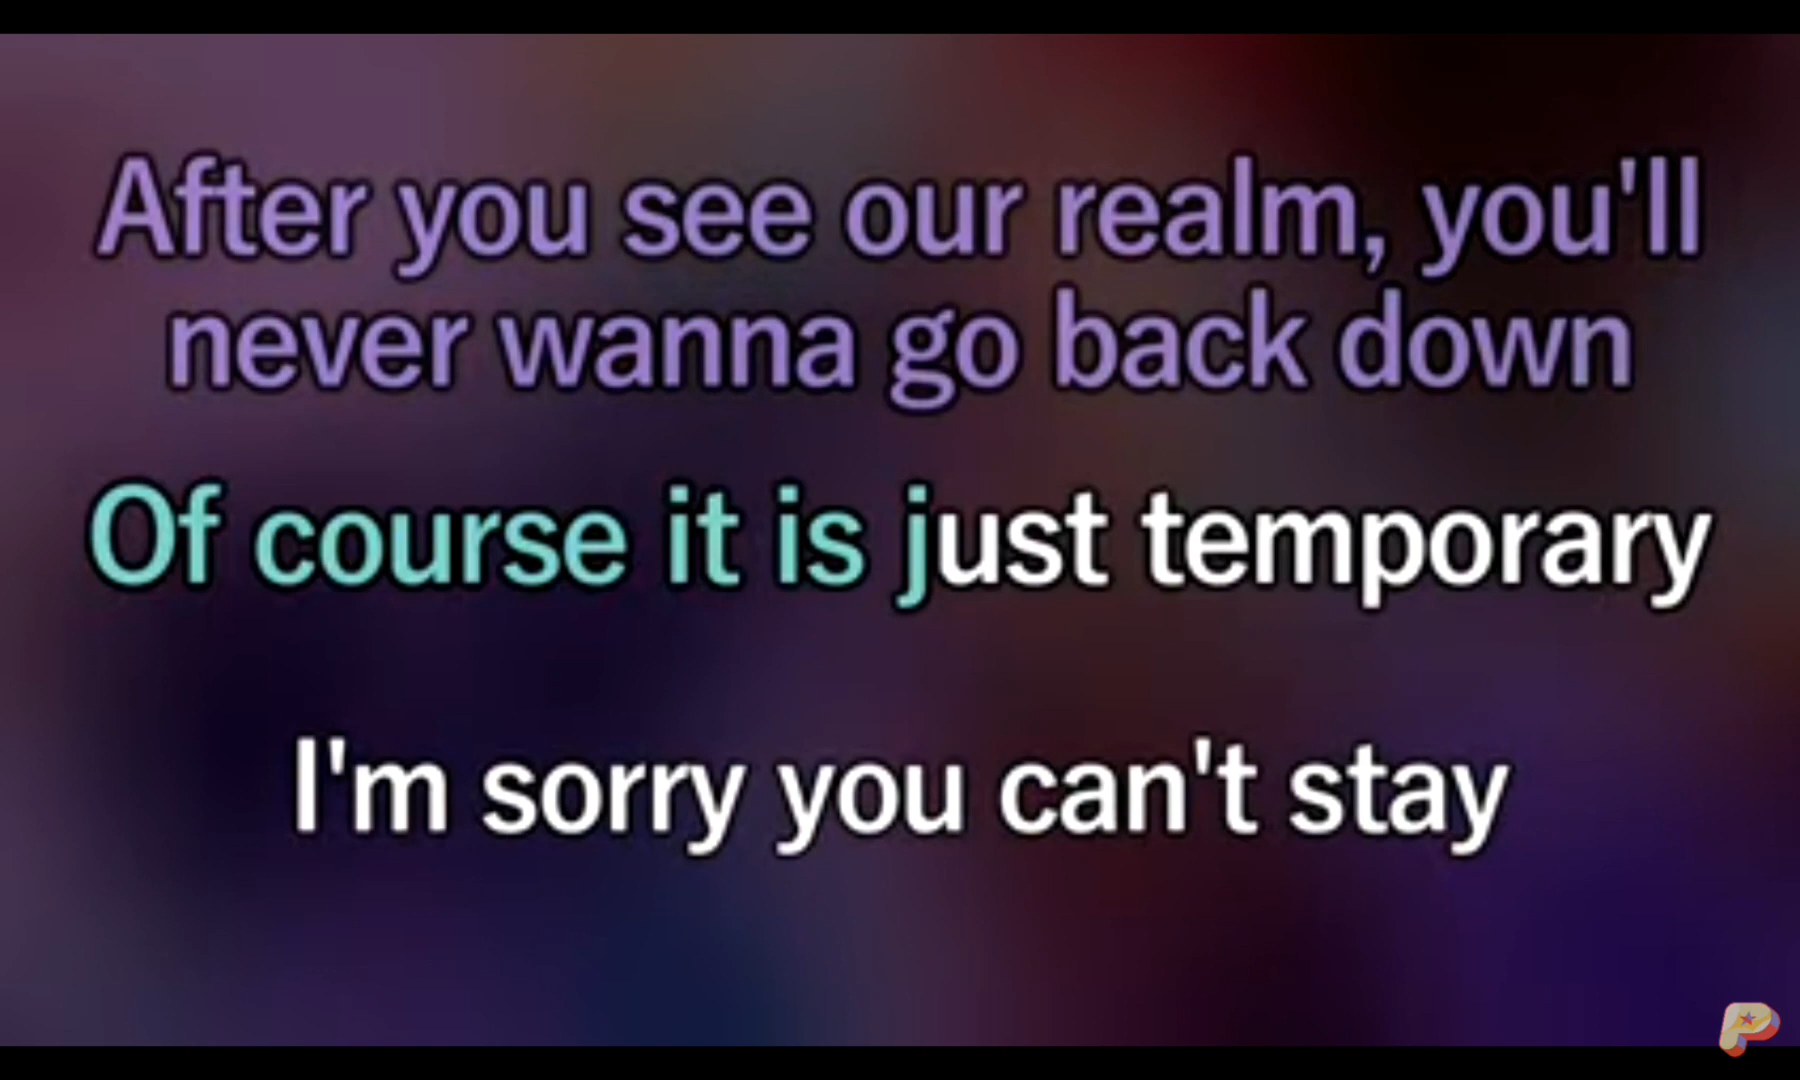 After you see our realm, you'll
never wanna go back down
Of course it is just temporary
I'm sorry you can't stay
P